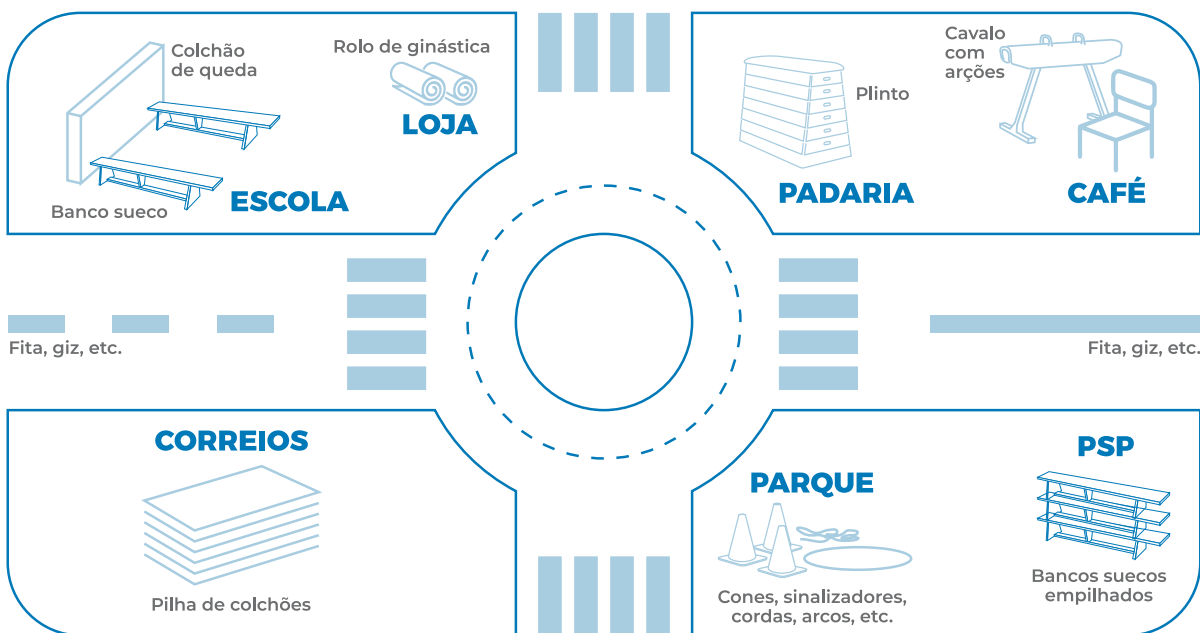 Colchão
de queda
Banco sueco
ESCOLA
Rolo de ginástica
LOJA
Plinto
PADARIA
Cavalo
com
arções
CAFÉ
Fita, giz, etc.
Fita, giz, etc.
CORREIOS
Pilha de colchões
PARQUE
Cones, sinalizadores,
cordas, arcos, etc.
PSP
Bancos suecos
empilhados